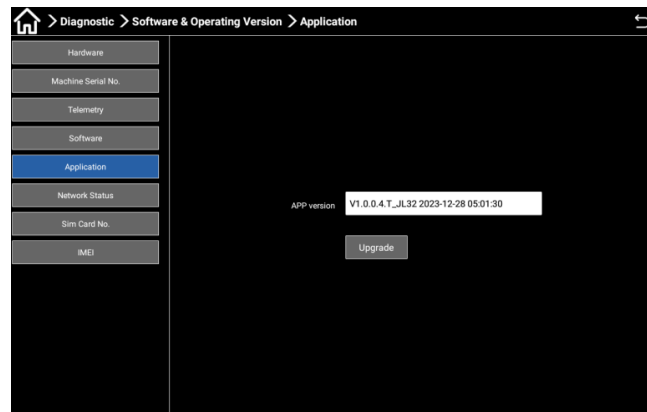 Diagnostic > Software & Operating Version > Application
Hardware
Machine Serial No.
Telemetry
Software
Application
Network Status
Sim Card No.
IMEI
APP version
V1.0.0.4.T_JL32 2023-12-28 05:01:30
Upgrade